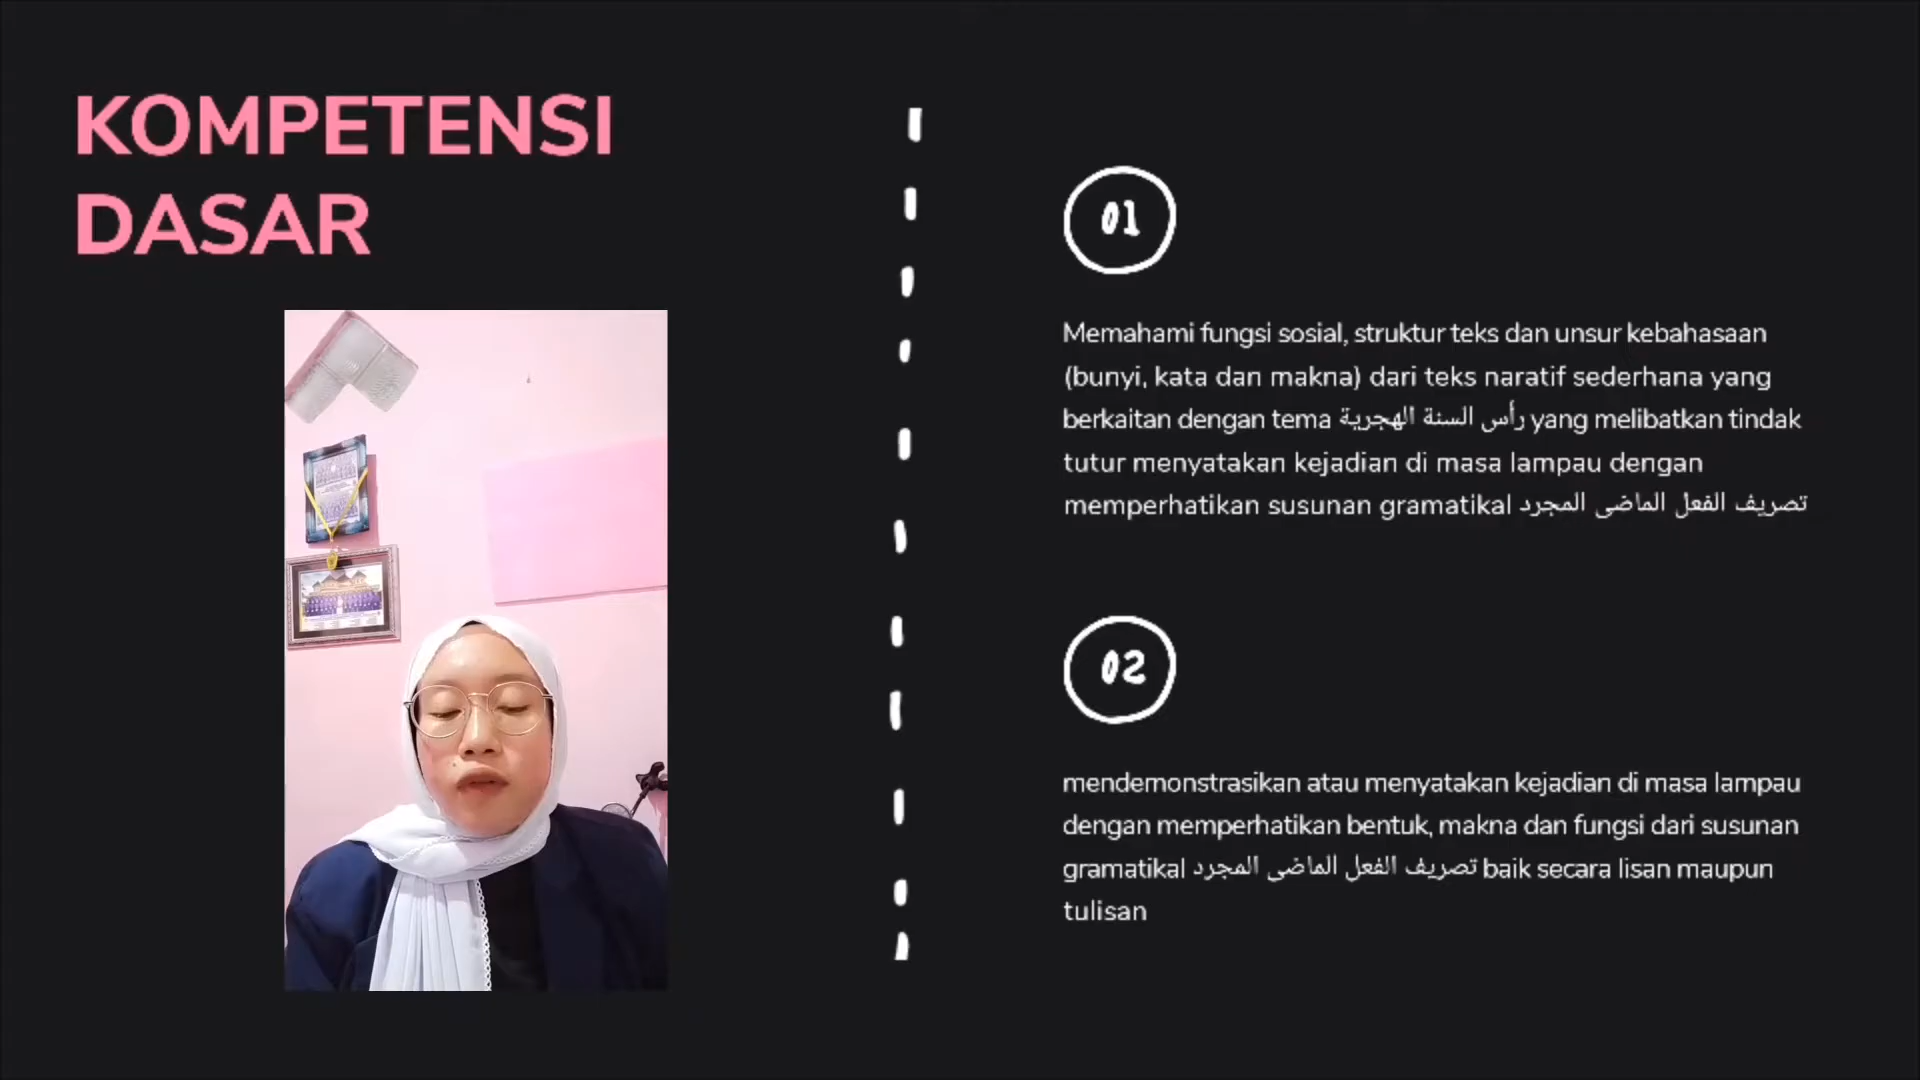 KOMPETENSI
DASAR
01
Memahami fungsi sosial, struktur teks dan unsur kebahasaan
(bunyi, kata dan makna) dari teks naratif sederhana yang
berkaitan dengan tema رأس السنة الهجرية yang melibatkan tindak
tutur menyatakan kejadian di masa lampau dengan
memperhatikan susunan gramatikal تصريف الفعل الماضى المجرد
02
mendemonstrasikan atau menyatakan kejadian di masa lampau
dengan memperhatikan bentuk, makna dan fungsi dari susunan
gramatikal تصريف الفعل الماضى المجرد baik secara lisan maupun
tulisan